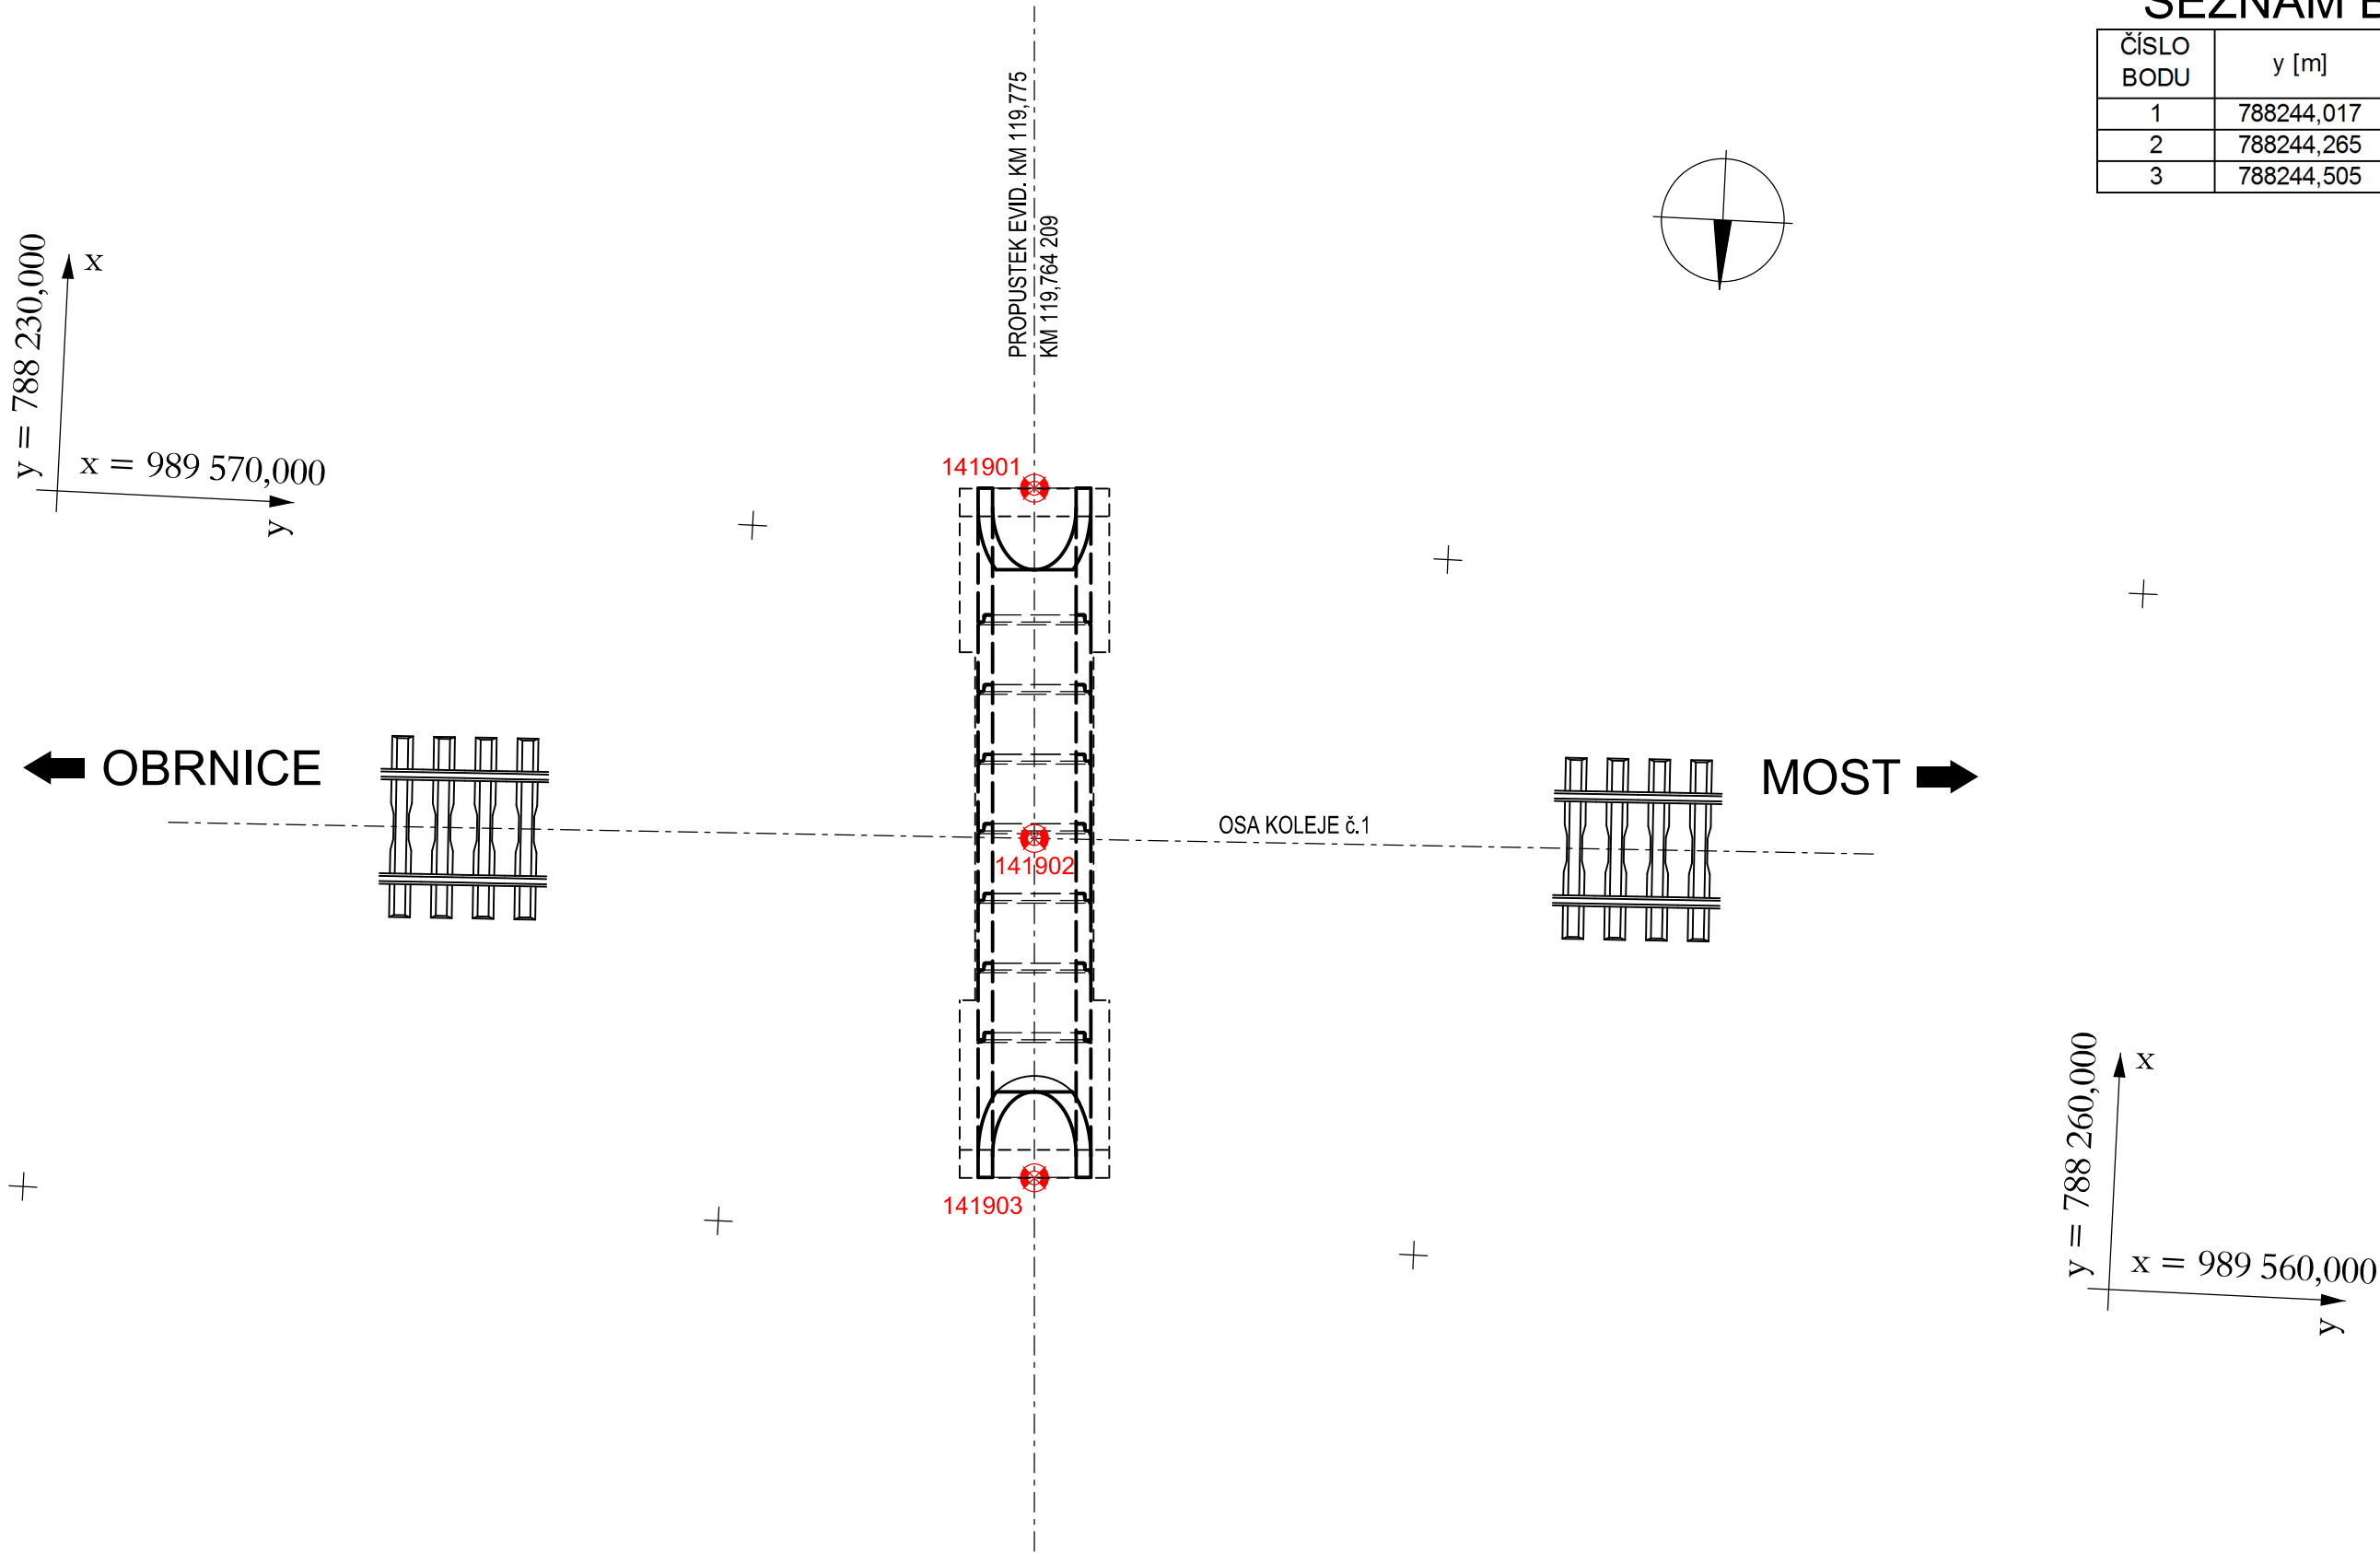 SEZNAM
ČÍSLO BODU y [m]
1 788244,017
2 788244,265
3 788244,505
PROPUSTEK EVID. KM 119,775
KM 119,764 209
y = 788 230,000
x
x = 989 570,000
y
141901
OBRNICE
MOST
OSA KOLEJE č.1
141902
141903
y = 788 260,000
x
x = 989 560,000
y